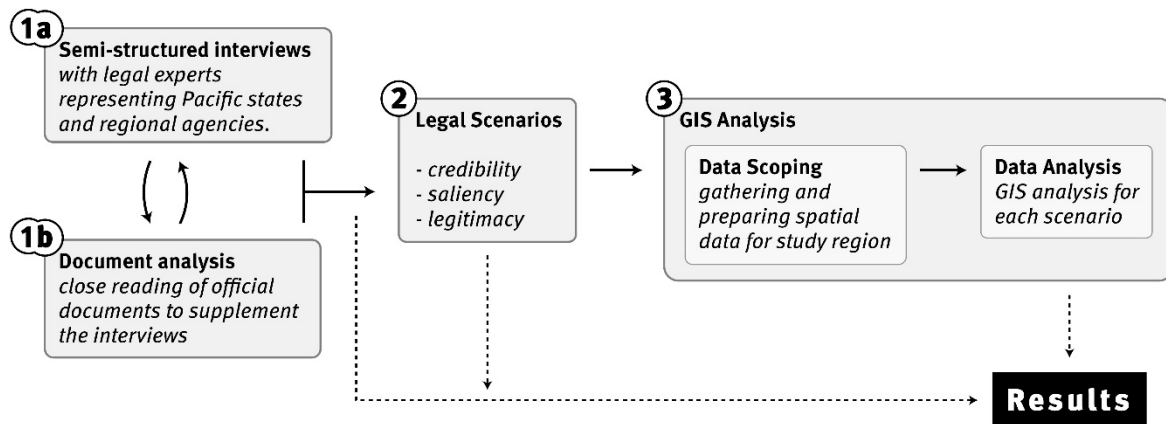 1a
Semi-structured interviews
with legal experts
representing Pacific states
and regional agencies.
1b
Document analysis
close reading of official
documents to supplement
the interviews
2
Legal Scenarios
- credibility
- saliency
- legitimacy
3
GIS Analysis
Data Scoping
gathering and
preparing spatial
data for study region
Data Analysis
GIS analysis for
each scenario
Results